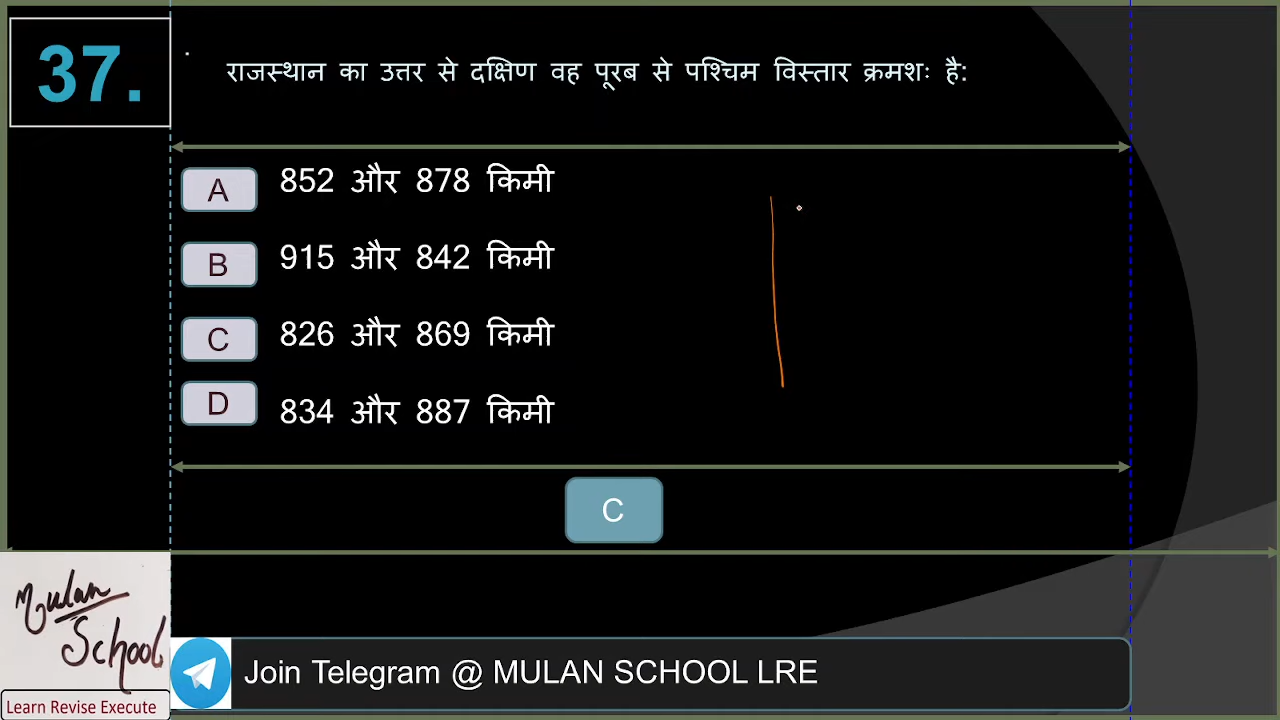 37.
राजस्थान का उत्तर से दक्षिण वह पूरब से पश्चिम विस्तार क्रमशः है:
A 852 और 878 किमी
B 915 और 842 किमी
C 826 और 869 किमी
D 834 और 887 किमी
C
Mulan
School
Learn Revise Execute
Join Telegram @ MULAN SCHOOL LRE